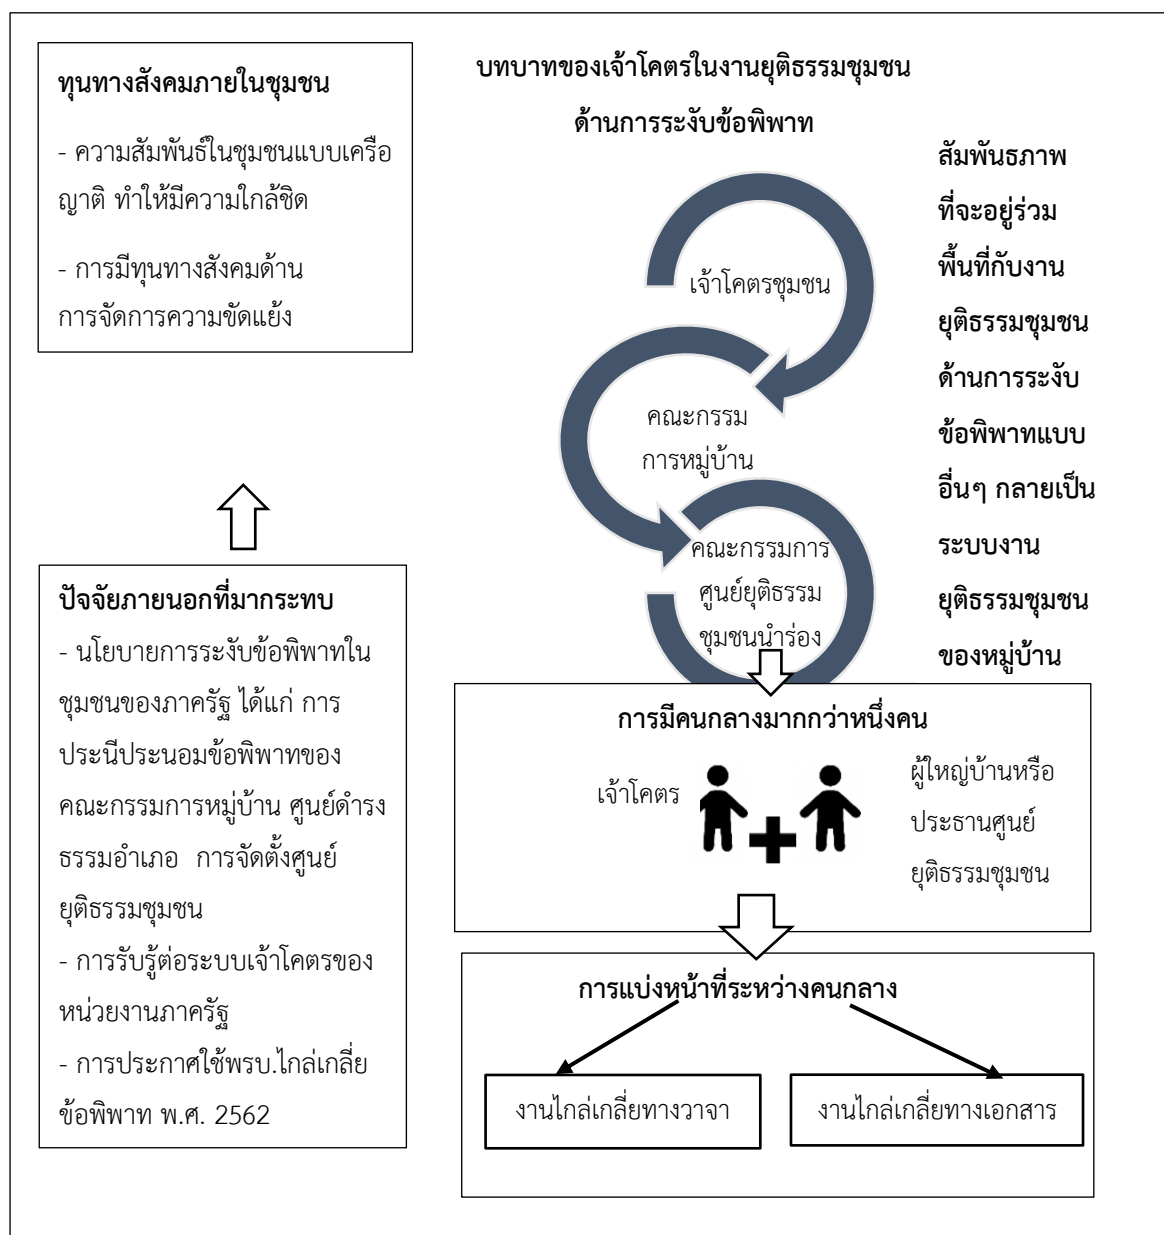 ทุนทางสังคมภายในชุมชน
- ความสัมพันธ์ในชุมชนแบบเครือ
ญาติ ทำให้มีความใกล้ชิด
- การมีทุนทางสังคมด้าน
การจัดการความขัดแย้ง
ปัจจัยภายนอกที่มากระทบ
- นโยบายการระงับข้อพิพาทใน
ชุมชนของภาครัฐ ได้แก่ การ
ประนีประนอมข้อพิพาทของ
คณะกรรมการหมู่บ้าน ศูนย์ดำรง
ธรรมอำเภอ การจัดตั้งศูนย์
ยุติธรรมชุมชน
- การรับรู้ต่อระบบเจ้าโคตรของ
หน่วยงานภาครัฐ
- การประกาศใช้พรบ.ไกล่เกลี่ย
ข้อพิพาท พ.ศ. 2562
บทบาทของเจ้าโคตรในงานยุติธรรมชุมชน
ด้านการระงับข้อพิพาท
เจ้าโคตรชุมชน
คณะกรรม
การหมู่บ้าน
คณะกรรมการ
ศูนย์ยุติธรรม
ชุมชนนำร่อง
สัมพันธภาพ
ที่จะอยู่ร่วม
พื้นที่กับงาน
ยุติธรรมชุมชน
ด้านการระงับ
ข้อพิพาทแบบ
อื่นๆ กลายเป็น
ระบบงาน
ยุติธรรมชุมชน
ของหมู่บ้าน
การมีคนกลางมากกว่าหนึ่งคน
เจ้าโคตร
ผู้ใหญ่บ้านหรือ
ประธานศูนย์
ยุติธรรมชุมชน
การแบ่งหน้าที่ระหว่างคนกลาง
งานไกล่เกลี่ยทางวาจา
งานไกล่เกลี่ยทางเอกสาร